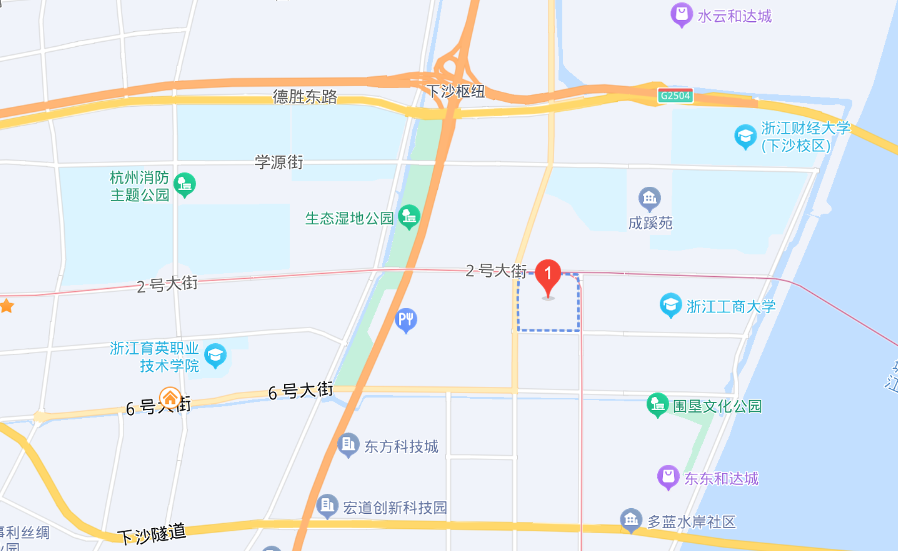 水云和达城
下沙枢纽
德胜东路
G2504
浙江财经大学
(下沙校区)
学源街
杭州消防
主题公园
生态湿地公园
成蹊苑
2号大街
2号大街
1
浙江工商大学
浙江育英职业
技术学院
6号大街
6号大街
围垦文化公园
东方科技城
东东和达城
宏道创新科技园
多蓝水岸社区
下沙隧道
利丝绸